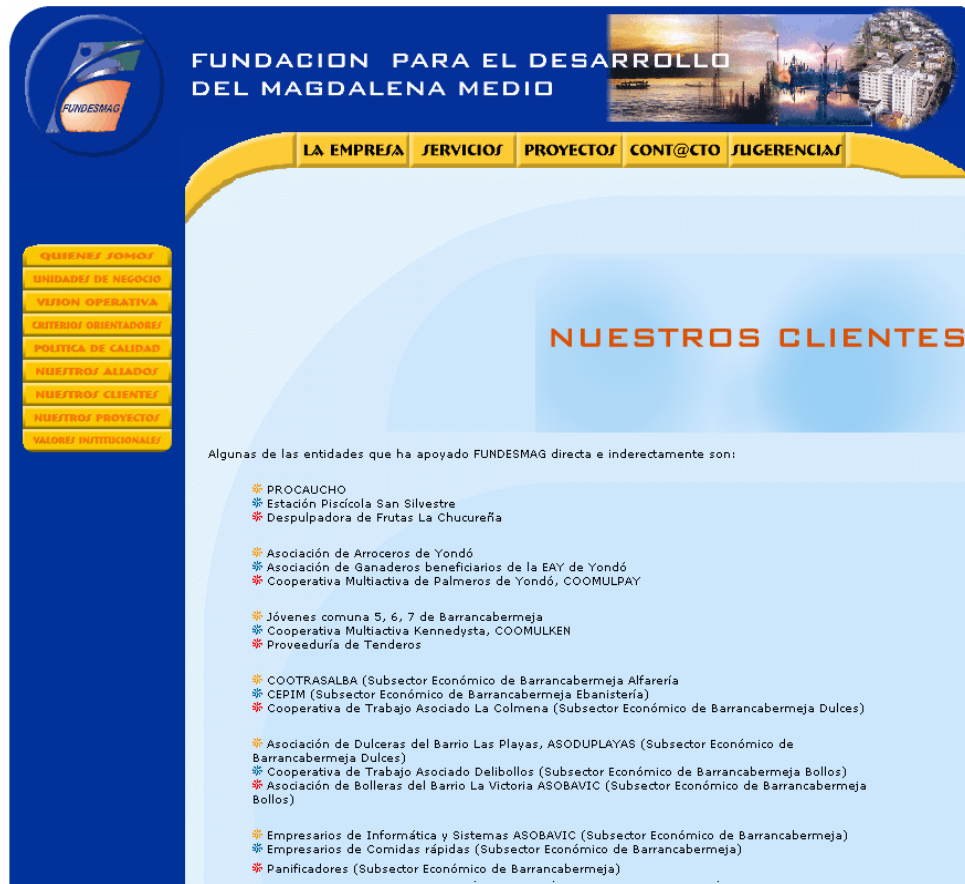 FUNDESMAG
FUNDACION PARA EL DESARROLLO
DEL MAGDALENA MEDIO
LA EMPRESA SERVICIOS PROYECTOS CONT@CTO SUGERENCIAS
QUIENES SOMOS
UNIDADES DE NEGOCIO
VISION OPERATIVA
CRITERIOS ORIENTADORES
POLITICA DE CALIDAD
NUESTROS ALIADOS
NUESTROS CLIENTES
NUESTROS PROYECTOS
VALORES INSTITUCIONALES
NUESTROS CLIENTES
Algunas de las entidades que ha apoyado FUNDESMAG directa e inderectamente son:
PROCAUCHO
Estación Piscícola San Silvestre
Despulpadora de Frutas La Chucureña
Asociación de Arroceros de Yondó
Asociación de Ganaderos beneficiarios de la EAY de Yondó
Cooperativa Multiactiva de Palmeros de Yondó, COOMULPAY
Jóvenes comuna 5, 6, 7 de Barrancabermeja
Cooperativa Multiactiva Kennedysta, COOMULKEN
Proveeduría de Tenderos
COOTRASALBA (Subsector Económico de Barrancabermeja Alfarería
CEPIM (Subsector Económico de Barrancabermeja Ebanistería)
Cooperativa de Trabajo Asociado La Colmena (Subsector Económico de Barrancabermeja Dulces)
Asociación de Dulceras del Barrio Las Playas, ASODUPLAYAS (Subsector Económico de
Barrancabermeja Dulces)
Cooperativa de Trabajo Asociado Delibollos (Subsector Económico de Barrancabermeja Bollos)
Asociación de Bolleras del Barrio La Victoria ASOBAVIC (Subsector Económico de Barrancabermeja
Bollos)
Empresarios de Informática y Sistemas ASOBAVIC (Subsector Económico de Barrancabermeja)
Empresarios de Comidas rápidas (Subsector Económico de Barrancabermeja)
Panificadores (Subsector Económico de Barrancabermeja)